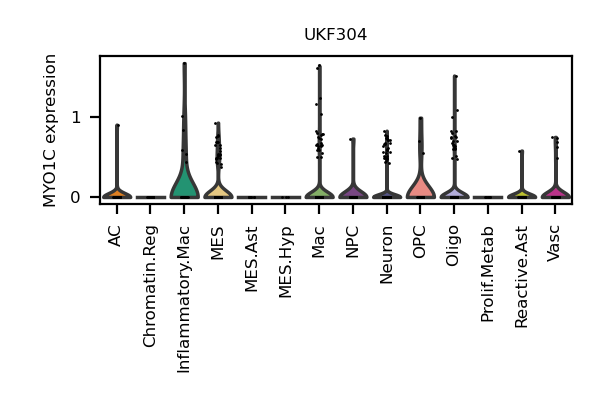 UKF304
MYO1C expression
1
0
AC
Chromatin.Reg
Inflammatory.Mac
MES
MES.Ast
MES.Hyp
Mac
NPC
Neuron
OPC
Oligo
Prolif.Metab
Reactive.Ast
Vasc